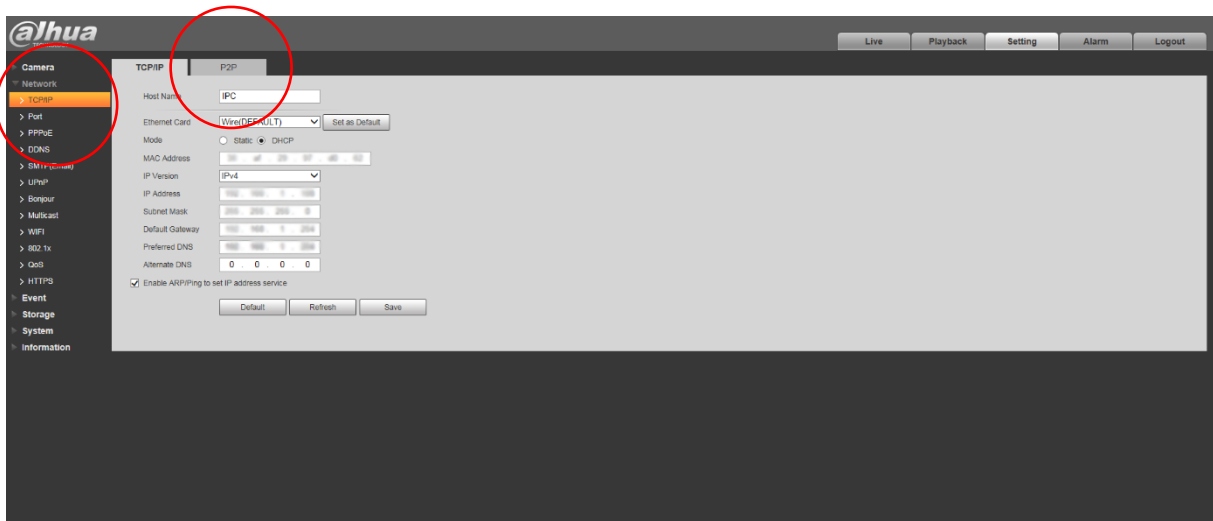 alhua
Live Playback Setting Alarm Logout
Camera
Network
TCP/IP
Port
PPPoE
DDNS
SMTP(Email)
UPnP
Bonjour
Multicast
WIFI
802.1x
QoS
HTTPS
Event
Storage
System
Information
TCP/IP P2P
Host Name IPC
Ethernet Card Wire(DEFAULT) Set as Default
Mode Static DHCP
MAC Address
IP Version IPv4
IP Address
Subnet Mask
Default Gateway
Preferred DNS
Alternate DNS 0 . 0 . 0 . 0
Enable ARP/Ping to set IP address service
Default Refresh Save